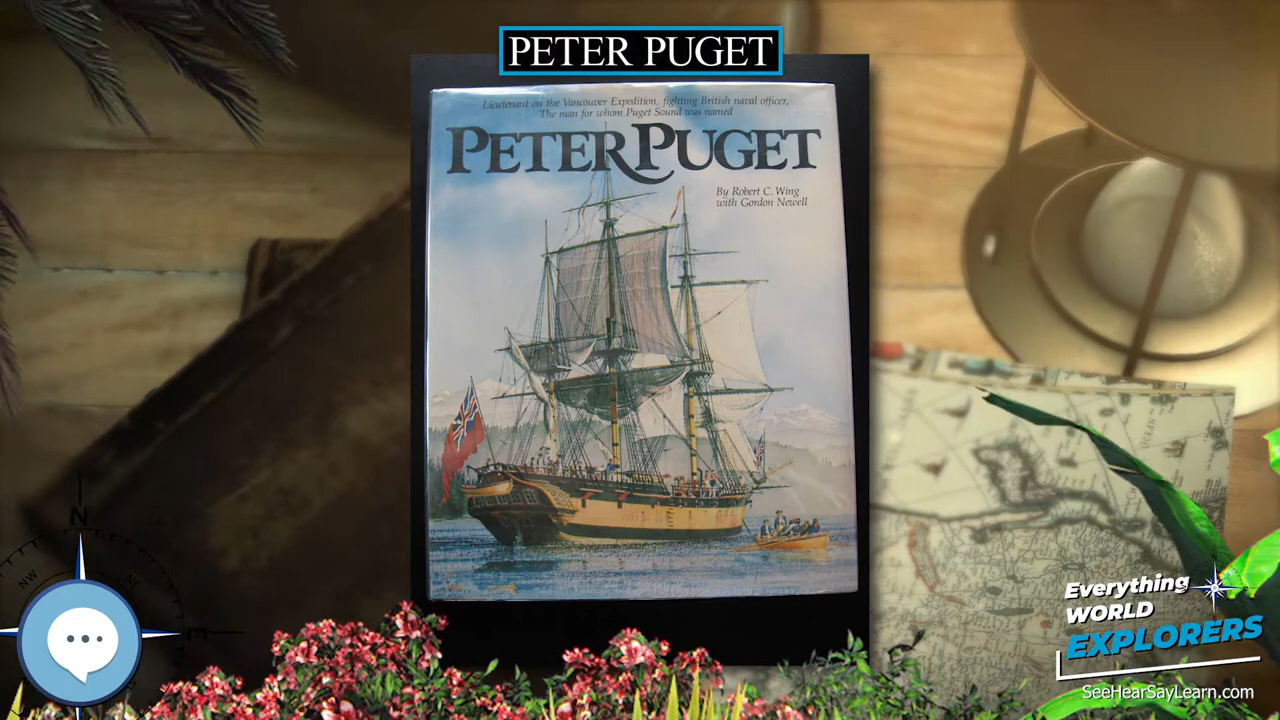 PETER PUGET
Lieutenant on the Vancouver Expedition, fighting British naval officer,
The man for whom Puget Sound was named
PETER PUGET
By Robert C. Wing
with Gordon Newell
N
NW
E
Everything
WORLD
EXPLORERS
SeeHearSayLearn.com